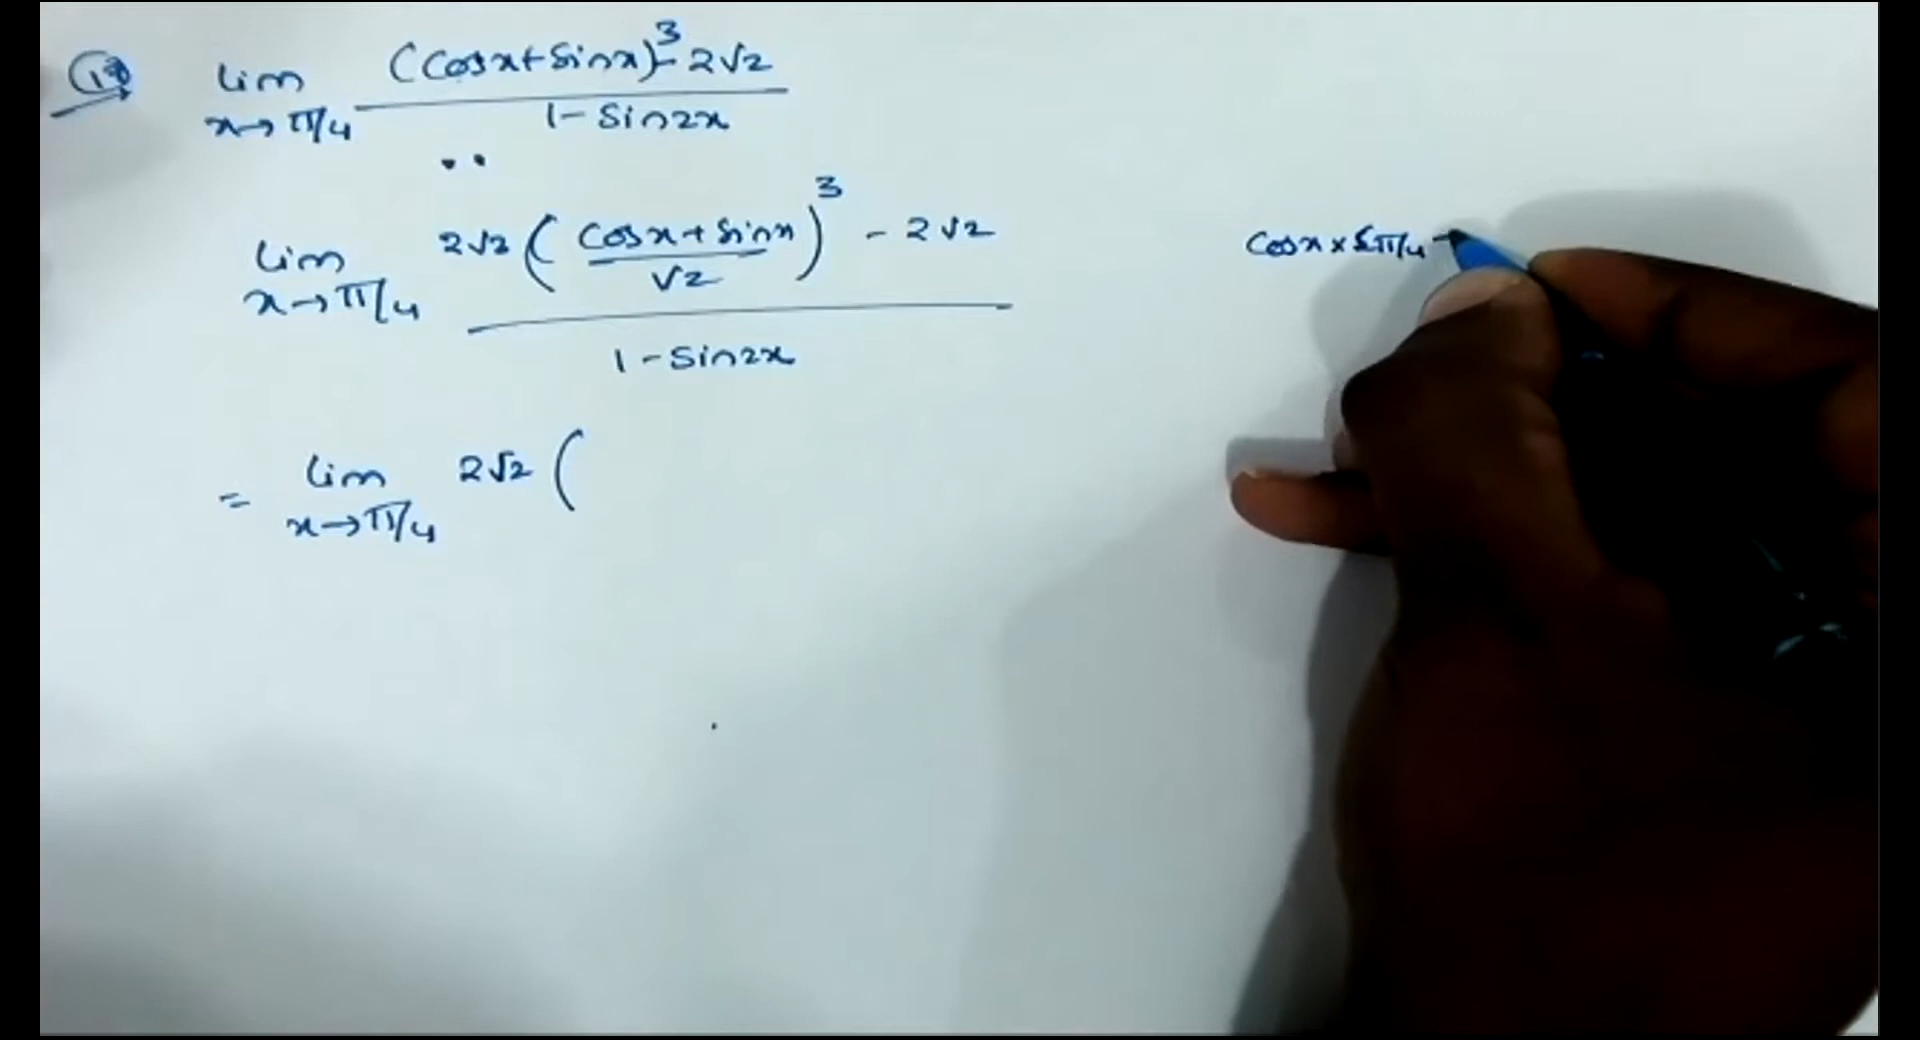 (13) lim x→π/4 ((cosx+sinx)^3 - 2√2)/(1-sin2x)
lim x→π/4 (2√2((cosx+sinx)/√2)^3 - 2√2)/(1-sin2x)
cosx×π/4
= lim x→π/4 2√2(